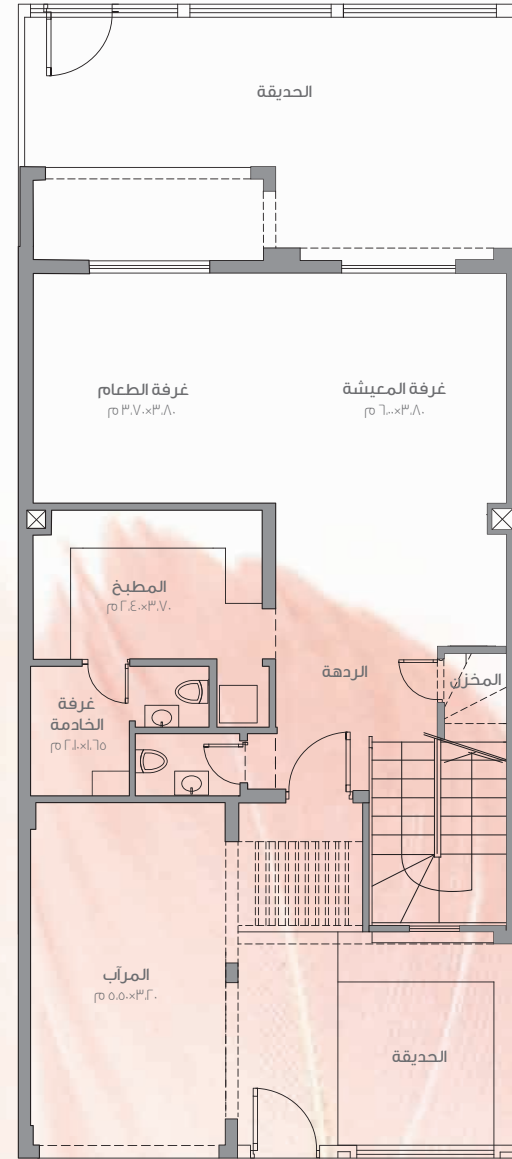 الحديقة
غرفة المعيشة
٦.٠٠×٣.٨٠ م
غرفة الطعام
٣.٧٠×٣.٨٠ م
المطبخ
٢.٤٠×٣.٧٠ م
الردهة
المخزن
غرفة
الخادمة
٢.١٠×١.٦٥ م
المرآب
٥.٥٠×٣.٢٠ م
الحديقة